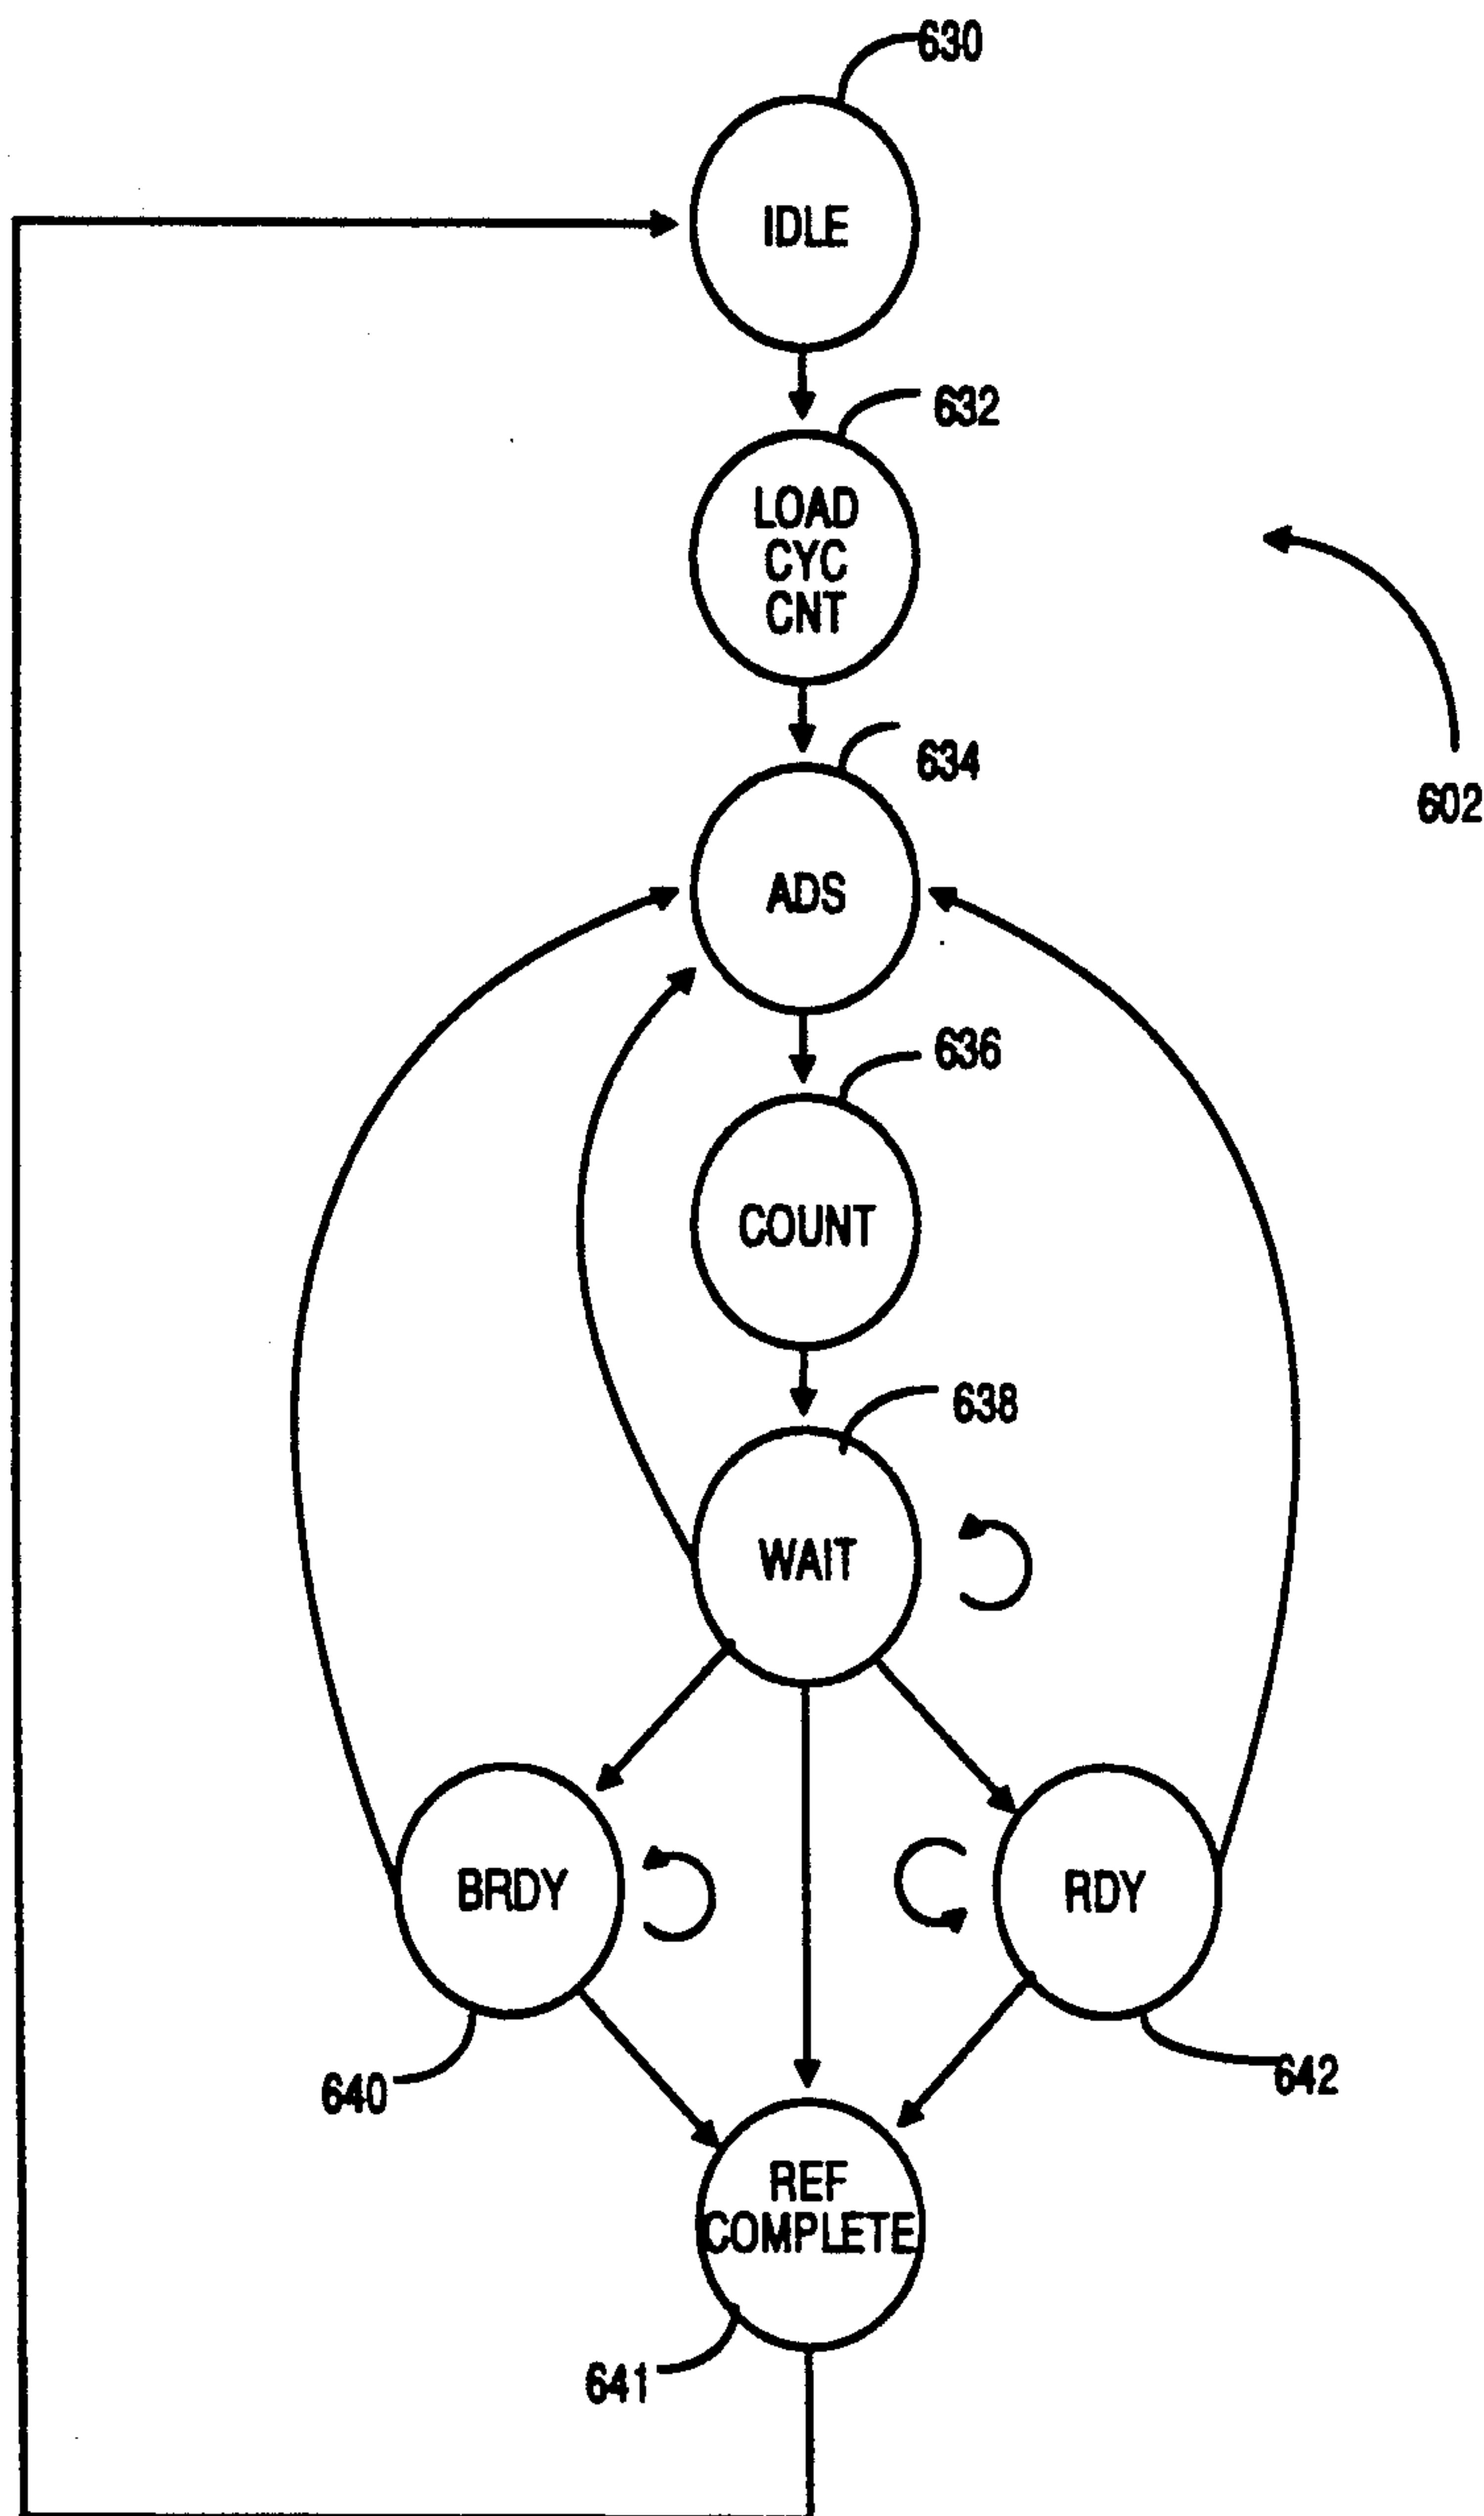 630
IDLE
632
LOAD
CYC
CNT
634
602
ADS
636
COUNT
638
WAIT
BRDY
RDY
640
642
REF
COMPLETE
641